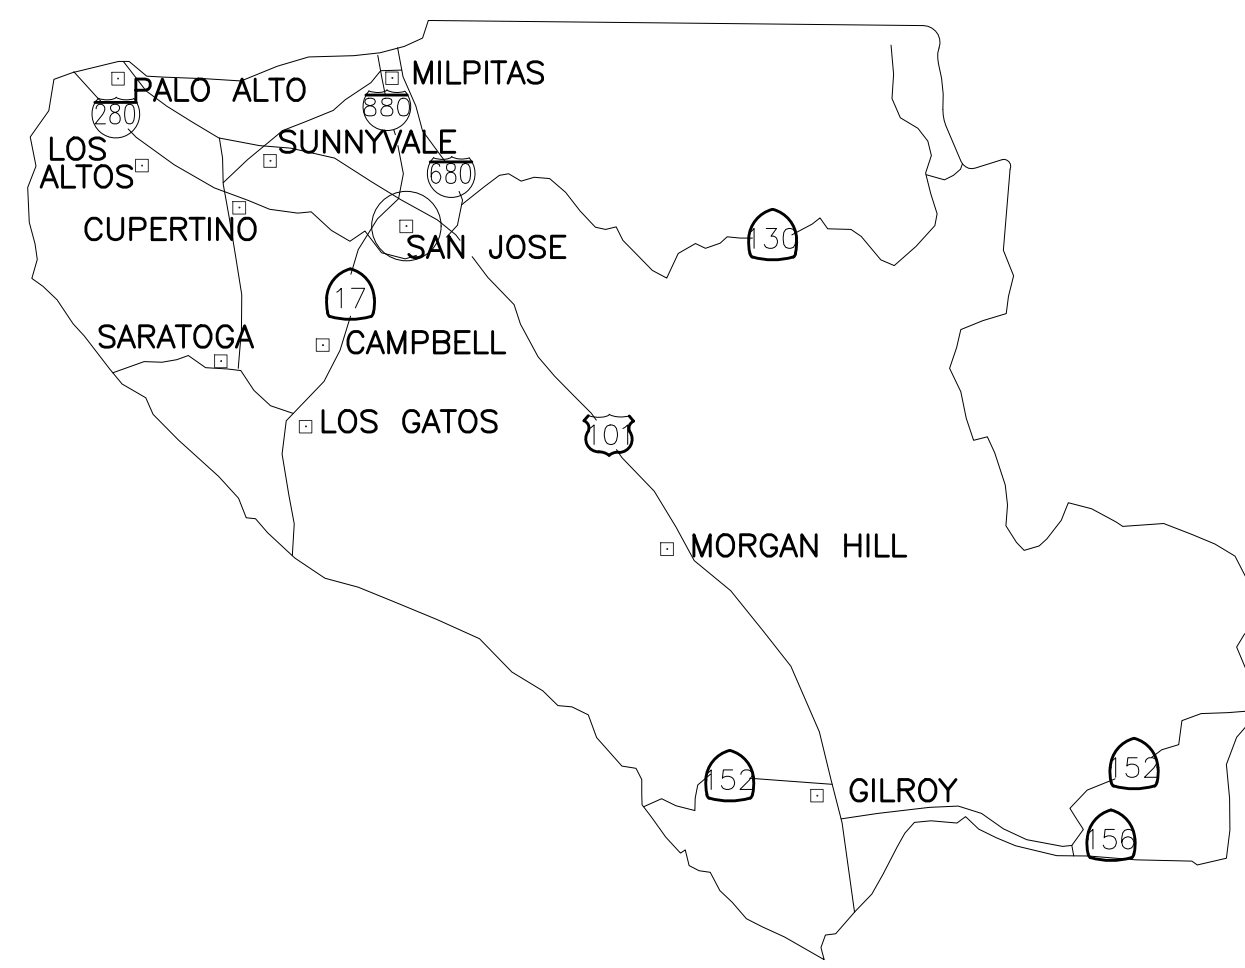 MILPITAS
PALO ALTO
280
880
SUNNYVALE
LOS
ALTOS
680
CUPERTINO
130
SAN JOSE
17
SARATOGA
CAMPBELL
LOS GATOS
101
MORGAN HILL
152
152
GILROY
156